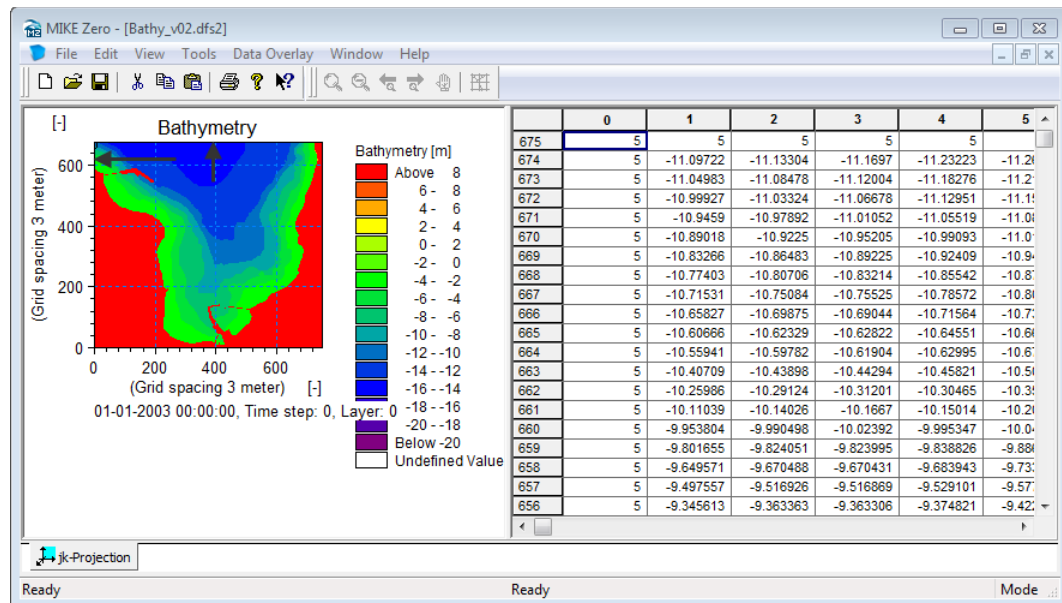 MIKE Zero - [Bathy_v02.dfs2]
File Edit View Tools Data Overlay Window Help
[-]
Bathymetry
(Grid spacing 3 meter)
600
400
200
0
0 200 400 600
(Grid spacing 3 meter) [-]
01-01-2003 00:00:00, Time step: 0, Layer: 0
Bathymetry [m]
Above 8
6 - 8
4 - 6
2 - 4
0 - 2
-2 - 0
-4 - -2
-6 - -4
-8 - -6
-10 - -8
-12 - -10
-14 - -12
-16 - -14
-18 - -16
-20 - -18
Below -20
Undefined Value
0 1 2 3 4 5
675 5 5 5 5 5
674 5 -11.09722 -11.13304 -11.1697 -11.23223
673 5 -11.04983 -11.08478 -11.12004 -11.18276
672 5 -10.99927 -11.03324 -11.06678 -11.12951
671 5 -10.9459 -10.97892 -11.01052 -11.05519
670 5 -10.89018 -10.9225 -10.95205 -10.99093
669 5 -10.83266 -10.86483 -10.89225 -10.92409
668 5 -10.77403 -10.80706 -10.83214 -10.85542
667 5 -10.71531 -10.75084 -10.75525 -10.78572
666 5 -10.65827 -10.69875 -10.69044 -10.71564
665 5 -10.60666 -10.62329 -10.62822 -10.64551
664 5 -10.55941 -10.59782 -10.61904 -10.62995
663 5 -10.40709 -10.43898 -10.44294 -10.45821
662 5 -10.25986 -10.29124 -10.31201 -10.30465
661 5 -10.11039 -10.14026 -10.1667 -10.15014
660 5 -9.953804 -9.990498 -10.02392 -9.995347
659 5 -9.801655 -9.824051 -9.823995 -9.838826
658 5 -9.649571 -9.670488 -9.670431 -9.683943
657 5 -9.497557 -9.516926 -9.516869 -9.529101
656 5 -9.345613 -9.363363 -9.363306 -9.374821
jk-Projection
Ready Ready Mode